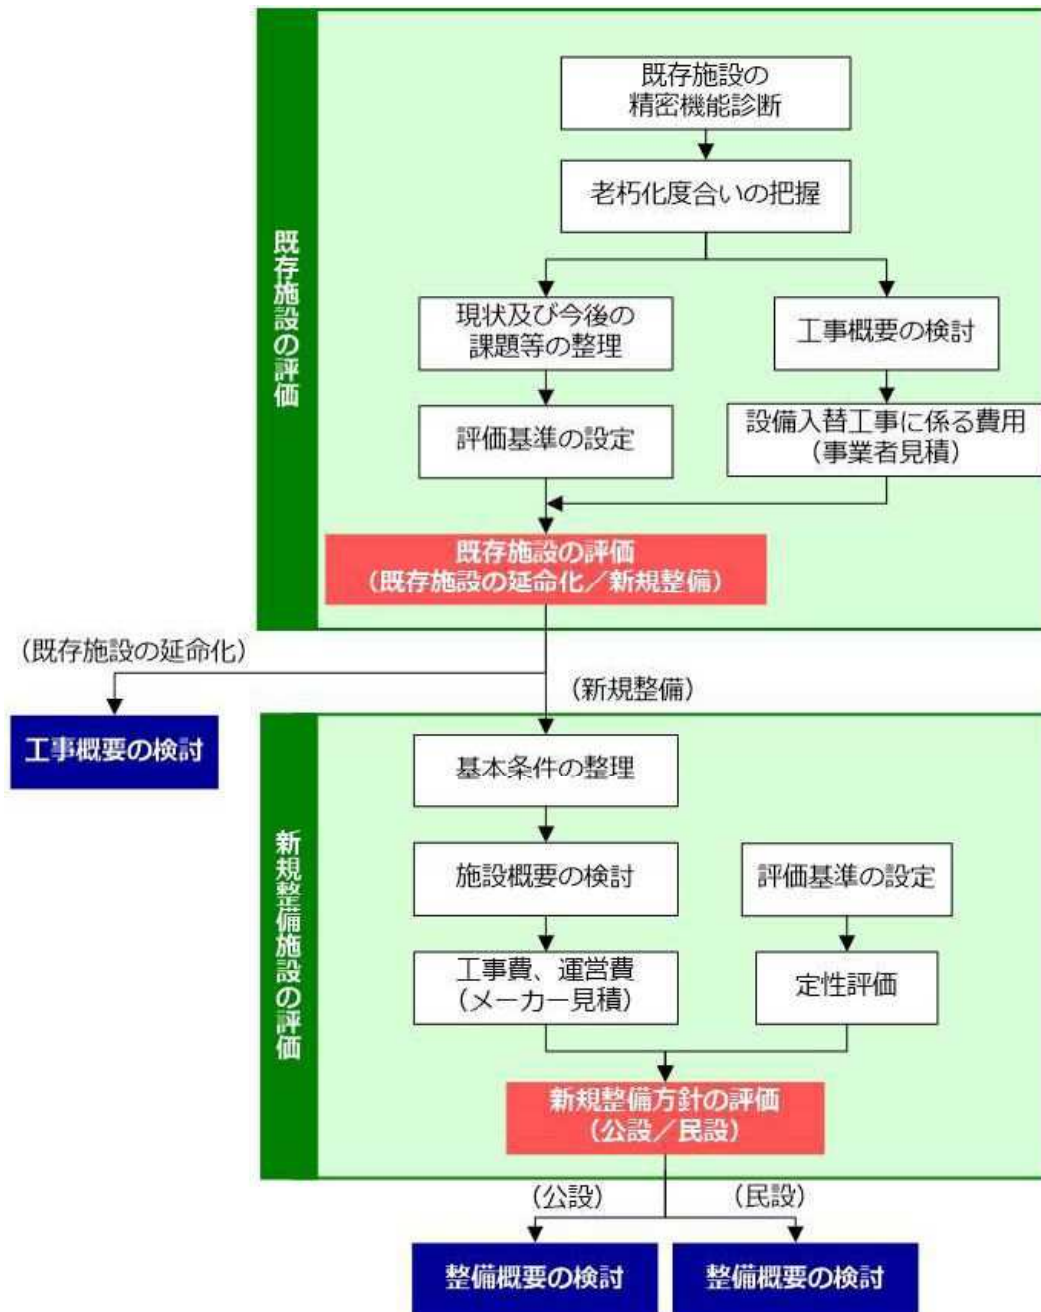 既存施設の評価
既存施設の
精密機能診断
老朽化度合いの把握
現状及び今後の
課題等の整理
工事概要の検討
評価基準の設定
設備入替工事に係る費用
（事業者見積）
既存施設の評価
（既存施設の延命化／新規整備）
（既存施設の延命化）
（新規整備）
工事概要の検討
新規整備施設の評価
基本条件の整理
施設概要の検討
評価基準の設定
工事費、運営費
（メーカー見積）
定性評価
新規整備方針の評価
（公設／民設）
（公設）
（民設）
整備概要の検討
整備概要の検討